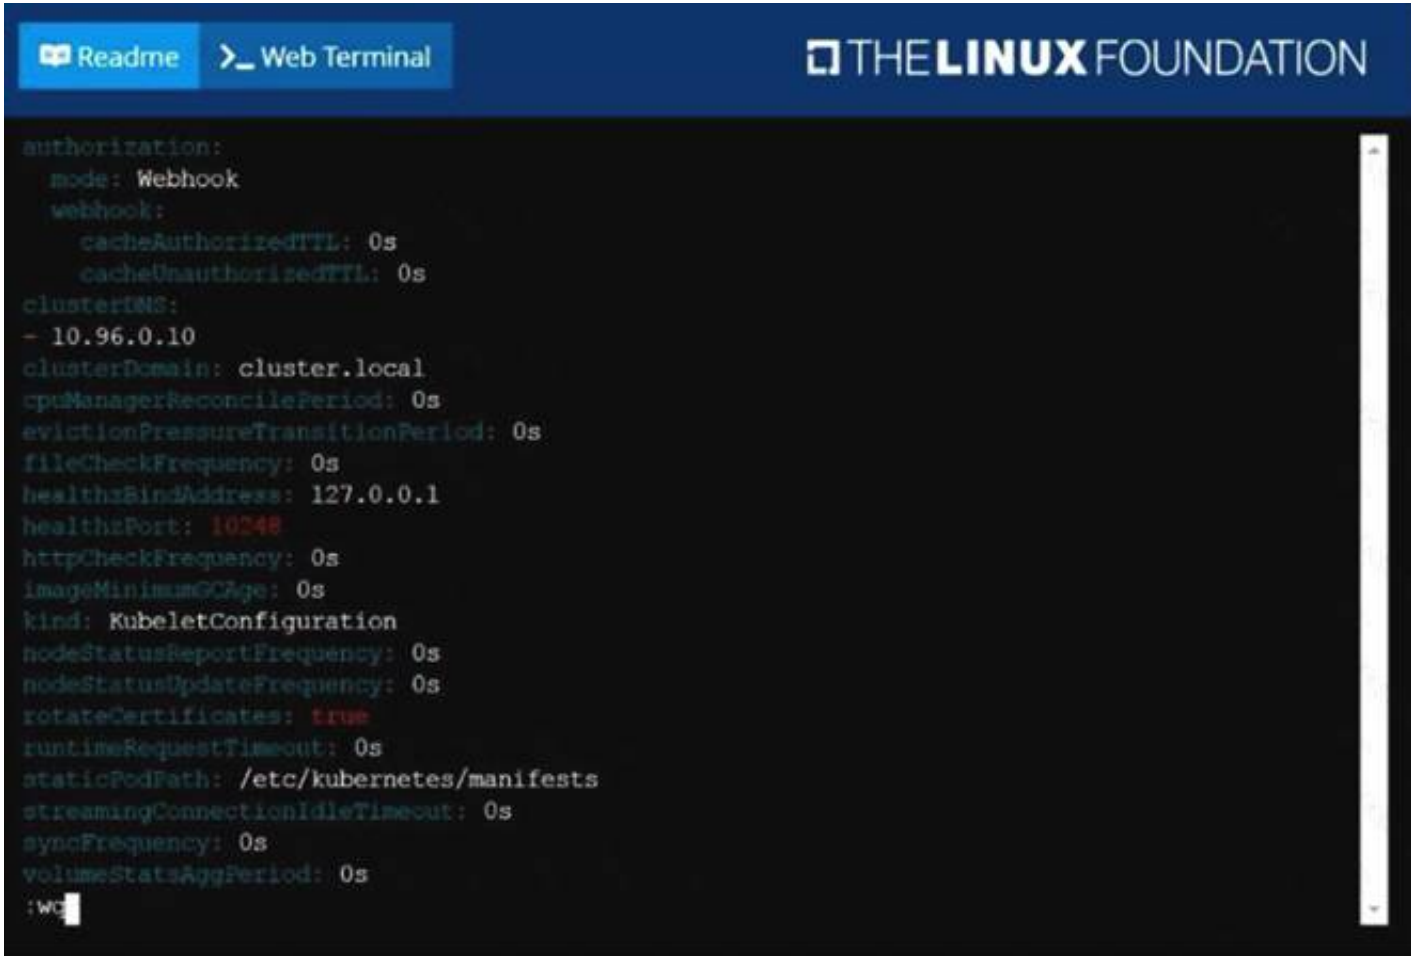 Readme
Web Terminal
THE LINUX FOUNDATION
authorization:
  mode: Webhook
  webhook:
    cacheAuthorizedTTL: 0s
    cacheUnauthorizedTTL: 0s
clusterDNS:
- 10.96.0.10
clusterDomain: cluster.local
cpuManagerReconcilePeriod: 0s
evictionPressureTransitionPeriod: 0s
fileCheckFrequency: 0s
healthzBindAddress: 127.0.0.1
healthzPort: 10248
httpCheckFrequency: 0s
imageMinimumGCAge: 0s
kind: KubeletConfiguration
nodeStatusReportFrequency: 0s
nodeStatusUpdateFrequency: 0s
rotateCertificates: true
runtimeRequestTimeout: 0s
staticPodPath: /etc/kubernetes/manifests
streamingConnectionIdleTimeout: 0s
syncFrequency: 0s
volumeStatsAggPeriod: 0s
:wq